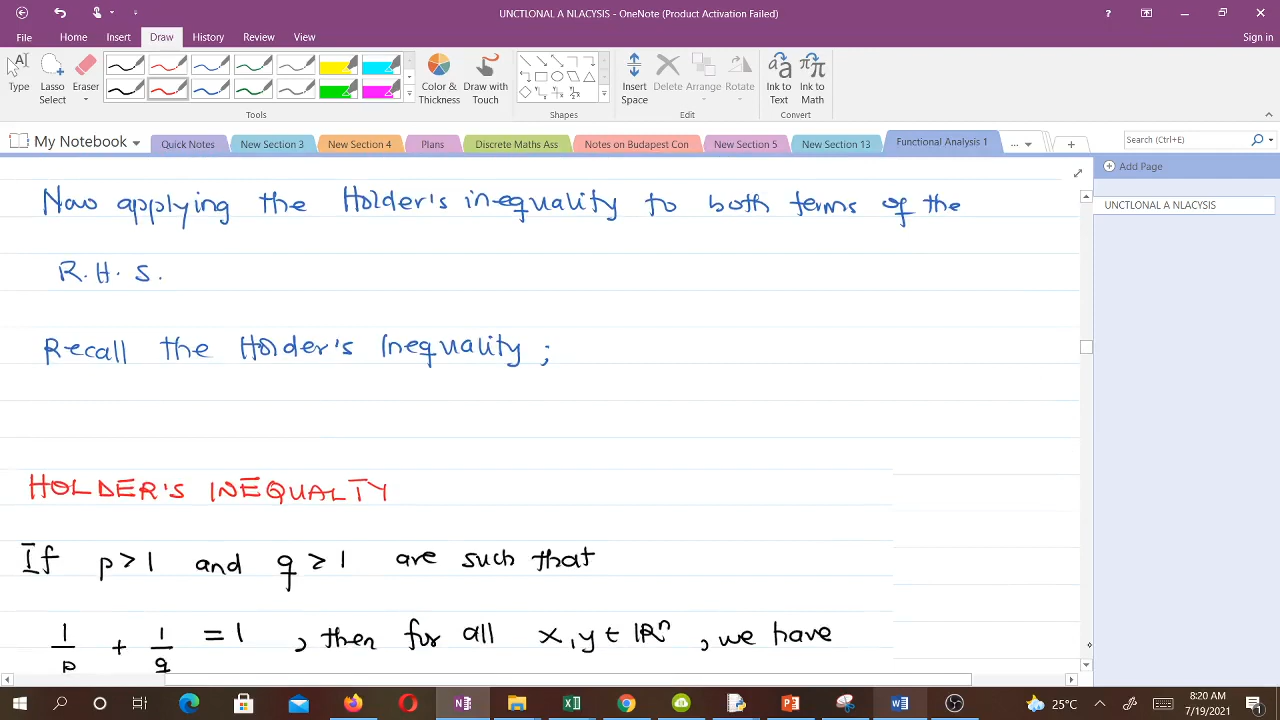 UNCTLONAL A NLACYSIS - OneNote (Product Activation Failed)
File Home Insert Draw History Review View Sign in
Type Lasso Select Eraser Color & Thickness Draw with Touch Insert Space Delete Arrange Rotate Ink to Text Ink to Math
Tools Shapes Edit Convert
My Notebook Quick Notes New Section 3 New Section 4 Plans Discrete Maths Ass Notes on Budapest Con New Section 5 New Section 13 Functional Analysis 1 ... Search (Ctrl+E)
Add Page
UNCTLONAL A NLACYSIS
Now applying the Holder's inequality to both terms of the
R.H.S.
Recall the Holder's Inequality ;
HOLDER'S INEQUALTY
If p > 1 and q > 1 are such that
1/p + 1/q = 1 , then for all x, y ∈ ℝⁿ , we have
25°C ENG 8:20 AM
7/19/2021